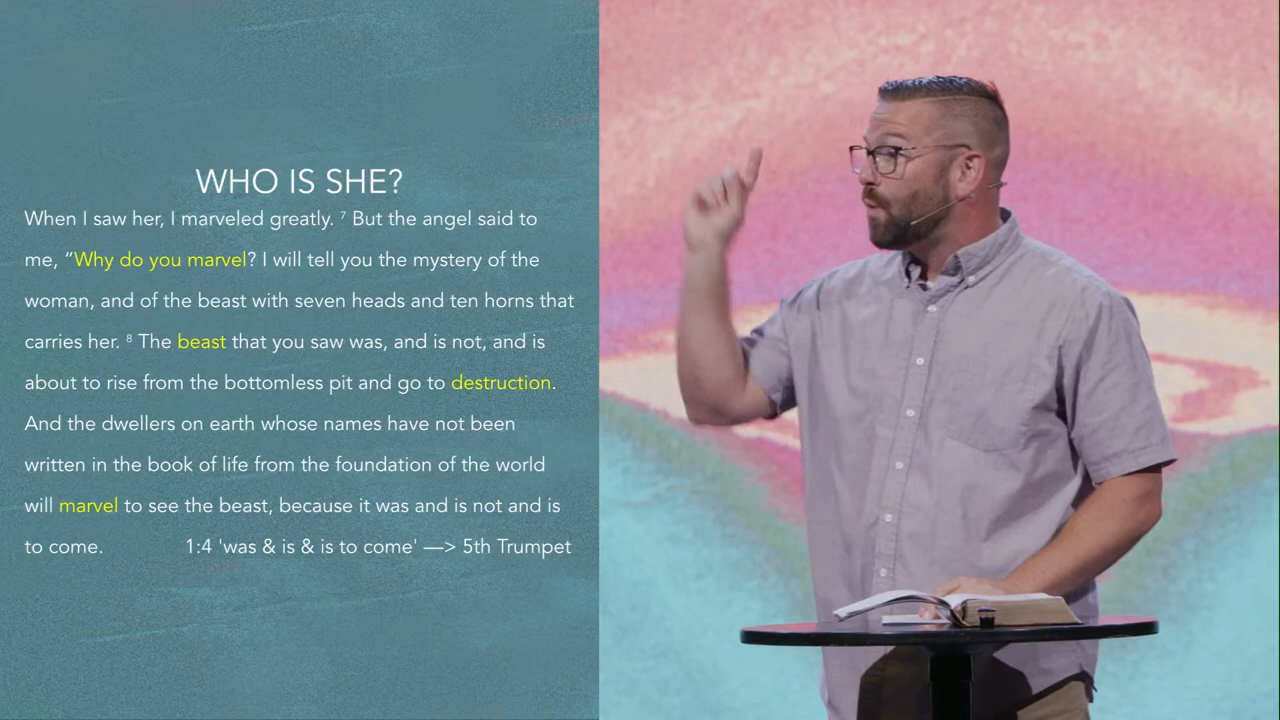 WHO IS SHE?
When I saw her, I marveled greatly. ⁷ But the angel said to
me, “Why do you marvel? I will tell you the mystery of the
woman, and of the beast with seven heads and ten horns that
carries her. ⁸ The beast that you saw was, and is not, and is
about to rise from the bottomless pit and go to destruction.
And the dwellers on earth whose names have not been
written in the book of life from the foundation of the world
will marvel to see the beast, because it was and is not and is
to come. 1:4 'was & is & is to come' —> 5th Trumpet